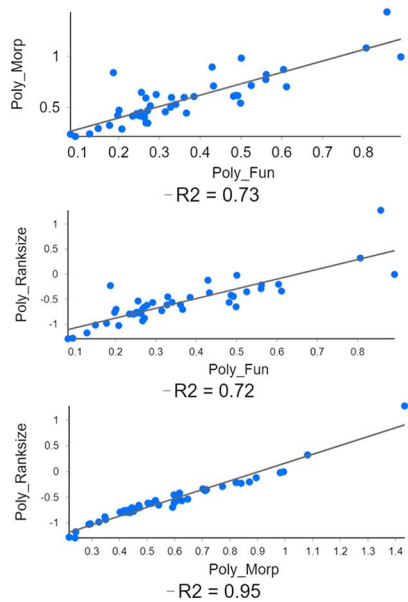 Poly_Morp
1
0.5
0.1 0.2 0.3 0.4 0.5 0.6 0.7 0.8
Poly_Fun
R2 = 0.73
Poly_Ranksize
1
0.5
0
-0.5
-1
0.1 0.2 0.3 0.4 0.5 0.6 0.7 0.8
Poly_Fun
R2 = 0.72
Poly_Ranksize
1
0.5
0
-0.5
-1
0.3 0.4 0.5 0.6 0.7 0.8 0.9 1 1.1 1.2 1.3 1.4
Poly_Morp
R2 = 0.95